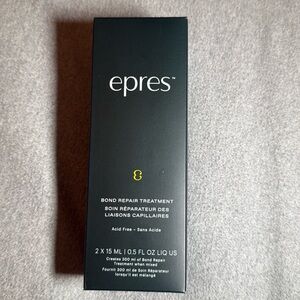 epres™
BOND REPAIR TREATMENT
SOIN RÉPARATEUR DES
LIAISONS CAPILLAIRES
Acid Free – Sans Acide
2 X 15 ML | 0.5 FL OZ LIQ US
Creates 300 ml of Bond Repair
Treatment when mixed
Fournit 300 ml de Soin Réparateur
lorsqu'il est mélangé